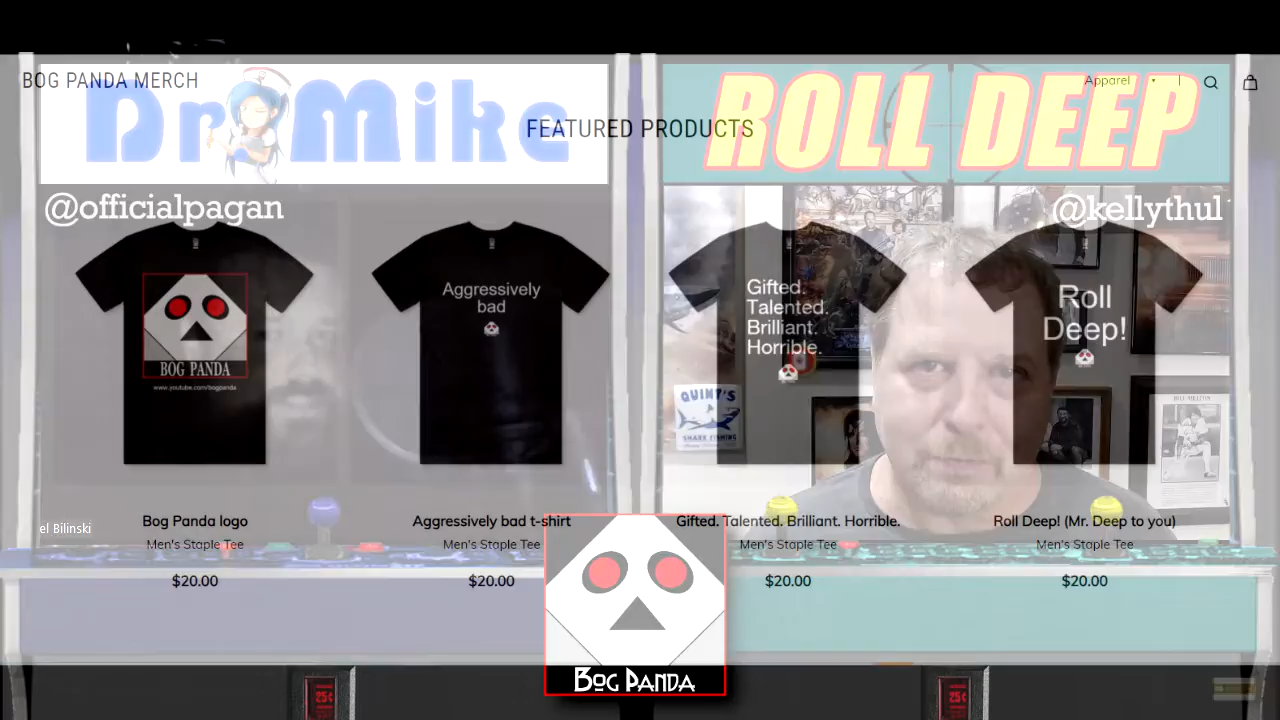 BOG PANDA MERCH
Apparel
Dr Mike
ROLL DEEP
FEATURED PRODUCTS
@officialpagan
@kellythul
BOG PANDA
www.youtube.com/bogpanda
Aggressively
bad
Gifted.
Talented.
Brilliant.
Horrible.
Roll
Deep!
QUINT'S
SHARK FISHING
el Bilinski
Bog Panda logo
Men's Staple Tee
$20.00
Aggressively bad t-shirt
Men's Staple Tee
$20.00
Gifted. Talented. Brilliant. Horrible.
Men's Staple Tee
$20.00
Roll Deep! (Mr. Deep to you)
Men's Staple Tee
$20.00
BOG PANDA
25¢
25¢